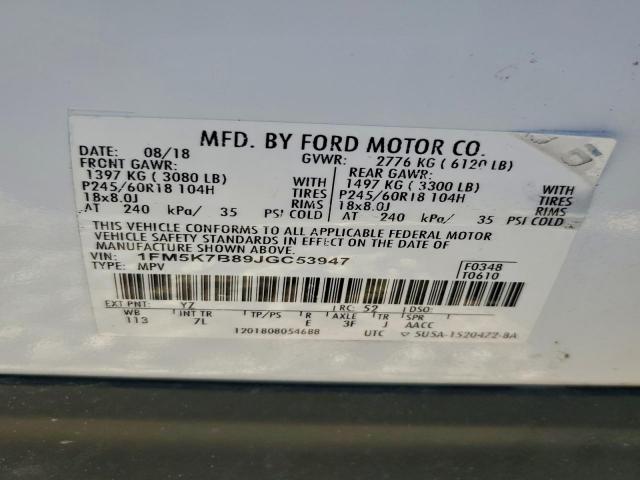 MFD. BY FORD MOTOR CO.
DATE: 08/18 GVWR: 2776 KG ( 6120 LB)
FRONT GAWR: REAR GAWR:
1397 KG ( 3080 LB) WITH 1497 KG ( 3300 LB) WITH
P245/60R18 104H TIRES P245/60R18 104H TIRES
18x8.0J RIMS 18x8.0J RIMS
AT 240 kPa/ 35 PSI COLD AT 240 kPa/ 35 PSI COLD
THIS VEHICLE CONFORMS TO ALL APPLICABLE FEDERAL MOTOR
VEHICLE SAFETY STANDARDS IN EFFECT ON THE DATE OF
MANUFACTURE SHOWN ABOVE.
VIN: 1FM5K7B89JGC53947 F0348
TYPE: MPV T0610
EXT PNT: YZ RC: 52 DSO:
WB INT TR TP/PS R AXLE TR SPR
113 7L E 3F J AACC
12018080546BB UTC 5USA-1520472-BA